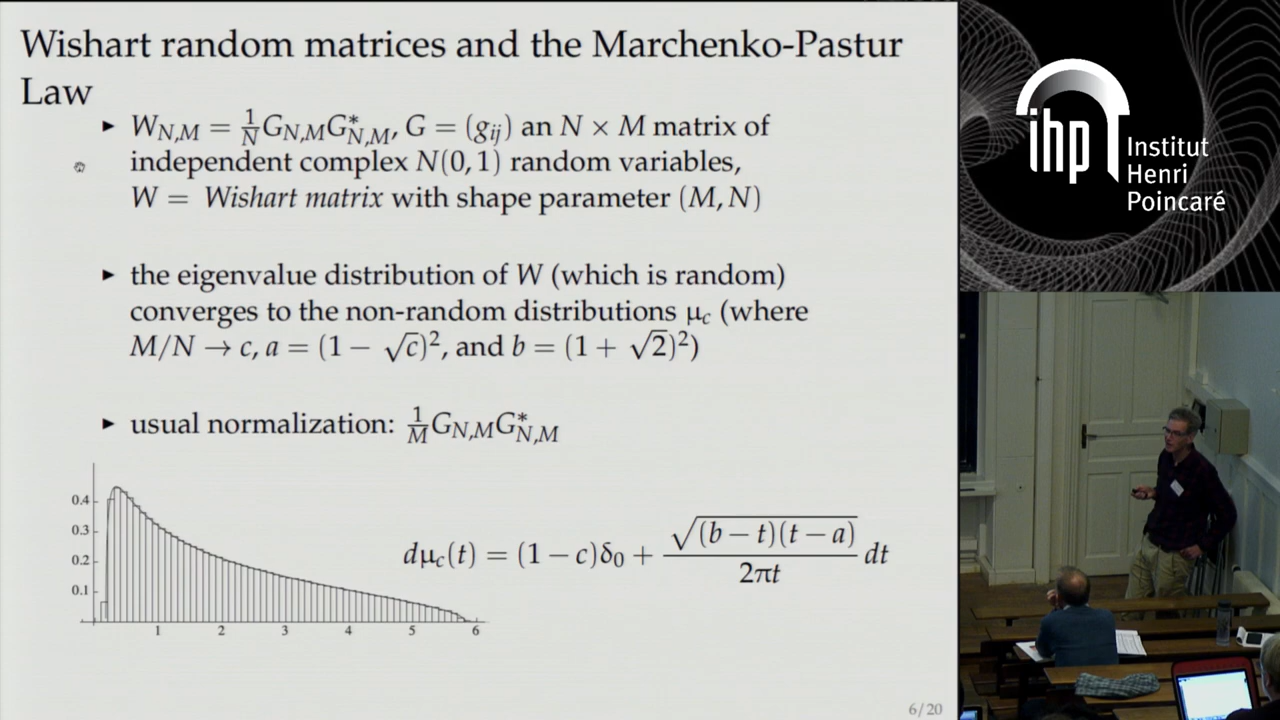 Wishart random matrices and the Marchenko-Pastur
Law
▸ W_{N,M} = \frac{1}{N} G_{N,M} G^*_{N,M}, G = (g_{ij}) an N × M matrix of
independent complex N(0, 1) random variables,
W = Wishart matrix with shape parameter (M, N)
▸ the eigenvalue distribution of W (which is random)
converges to the non-random distributions μ_c (where
M/N → c, a = (1 − √c)², and b = (1 + √2)²)
▸ usual normalization: \frac{1}{M} G_{N,M} G^*_{N,M}
0.4
0.3
0.2
0.1
1 2 3 4 5 6
dμ_c(t) = (1 − c)δ_0 + \frac{\sqrt{(b − t)(t − a)}}{2πt} dt
6/20
ihp
Institut
Henri
Poincaré